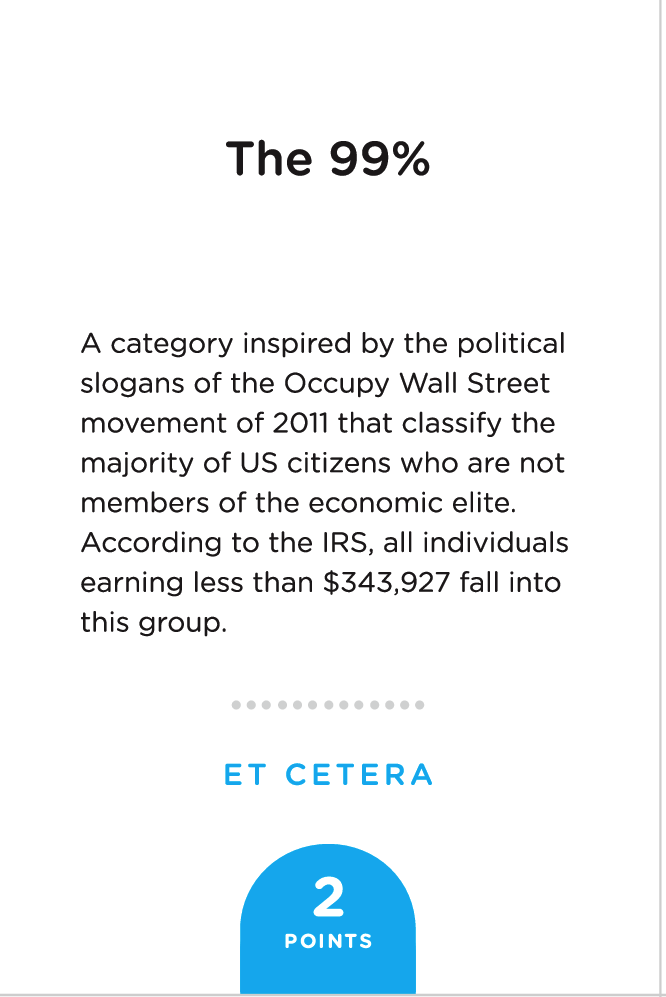 The 99%
A category inspired by the political
slogans of the Occupy Wall Street
movement of 2011 that classify the
majority of US citizens who are not
members of the economic elite.
According to the IRS, all individuals
earning less than $343,927 fall into
this group.
ET CETERA
2
POINTS